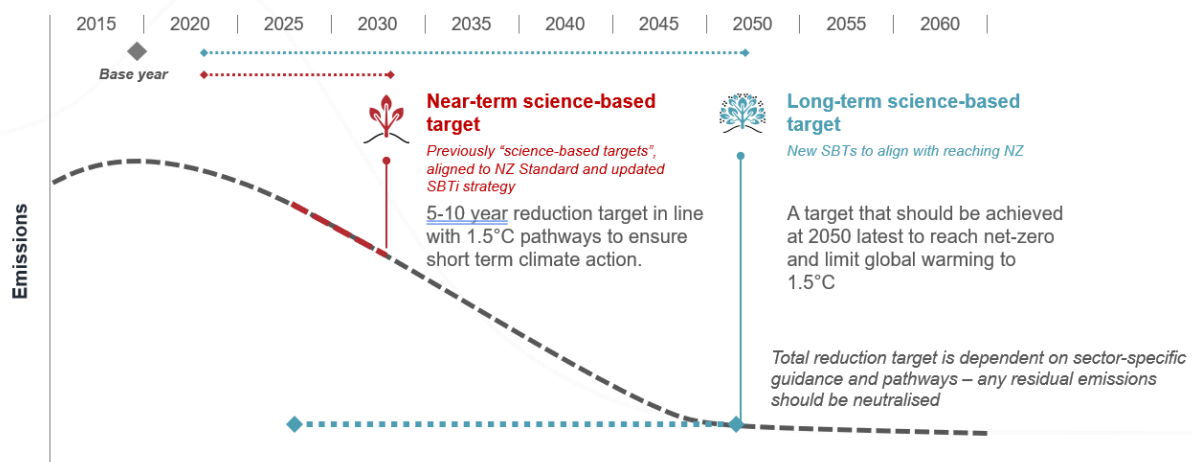 2015 | 2020 | 2025 | 2030 | 2035 | 2040 | 2045 | 2050 | 2055 | 2060
Base year
Near-term science-based
target
Previously “science-based targets”,
aligned to NZ Standard and updated
SBTi strategy
5-10 year reduction target in line
with 1.5°C pathways to ensure
short term climate action.
Long-term science-based
target
New SBTs to align with reaching NZ
A target that should be achieved
at 2050 latest to reach net-zero
and limit global warming to
1.5°C
Total reduction target is dependent on sector-specific
guidance and pathways – any residual emissions
should be neutralised
Emissions